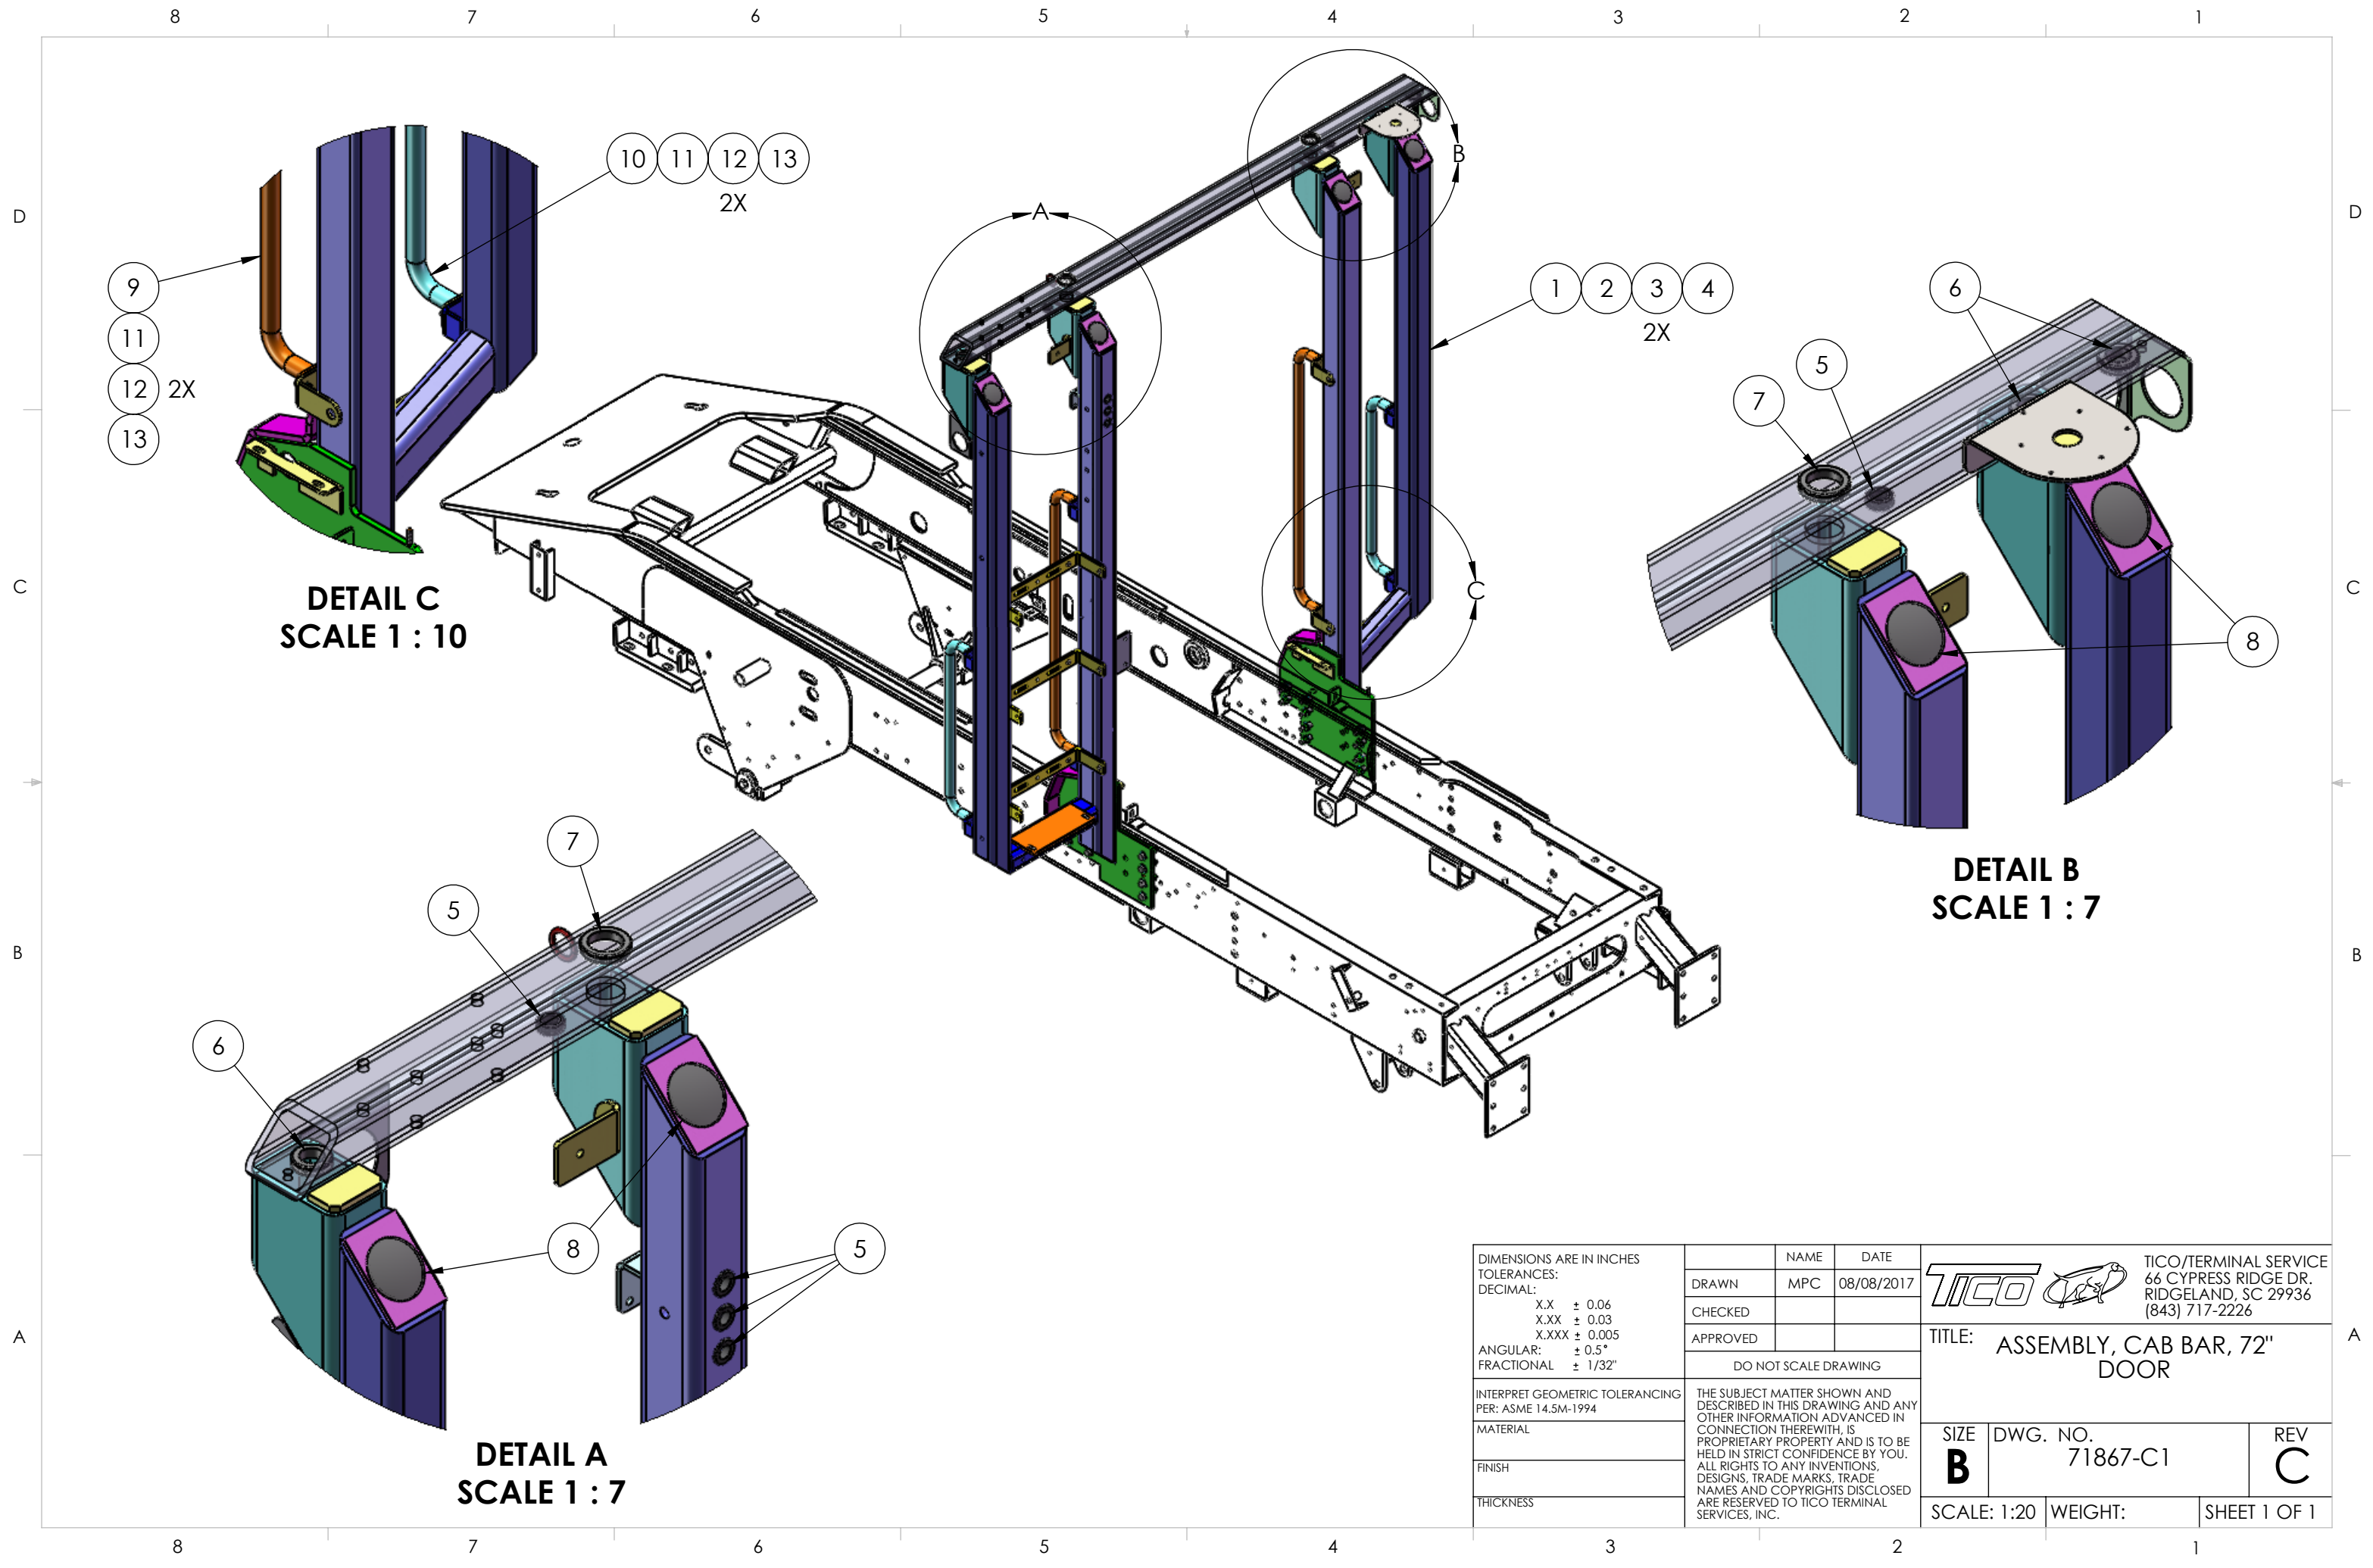 8 7 6 5 4 3 2 1
D
D
C
C
B
B
A
A
10 11 12 13
2X
9
11
12 2X
13
DETAIL C
SCALE 1 : 10
A
B
C
1 2 3 4
2X
6
5
7
8
DETAIL B
SCALE 1 : 7
7
5
6
8
5
DETAIL A
SCALE 1 : 7
DIMENSIONS ARE IN INCHES
TOLERANCES:
DECIMAL:
X.X ± 0.06
X.XX ± 0.03
X.XXX ± 0.005
ANGULAR: ± 0.5°
FRACTIONAL ± 1/32"
INTERPRET GEOMETRIC TOLERANCING
PER: ASME 14.5M-1994
MATERIAL
FINISH
THICKNESS
NAME DATE
DRAWN MPC 08/08/2017
CHECKED
APPROVED
DO NOT SCALE DRAWING
THE SUBJECT MATTER SHOWN AND
DESCRIBED IN THIS DRAWING AND ANY
OTHER INFORMATION ADVANCED IN
CONNECTION THEREWITH, IS
PROPRIETARY PROPERTY AND IS TO BE
HELD IN STRICT CONFIDENCE BY YOU.
ALL RIGHTS TO ANY INVENTIONS,
DESIGNS, TRADE MARKS, TRADE
NAMES AND COPYRIGHTS DISCLOSED
ARE RESERVED TO TICO TERMINAL
SERVICES, INC.
TICO
TICO/TERMINAL SERVICE
66 CYPRESS RIDGE DR.
RIDGELAND, SC 29936
(843) 717-2226
TITLE: ASSEMBLY, CAB BAR, 72"
DOOR
SIZE DWG. NO. REV
B 71867-C1 C
SCALE: 1:20 WEIGHT: SHEET 1 OF 1
8 7 6 5 4 3 2 1